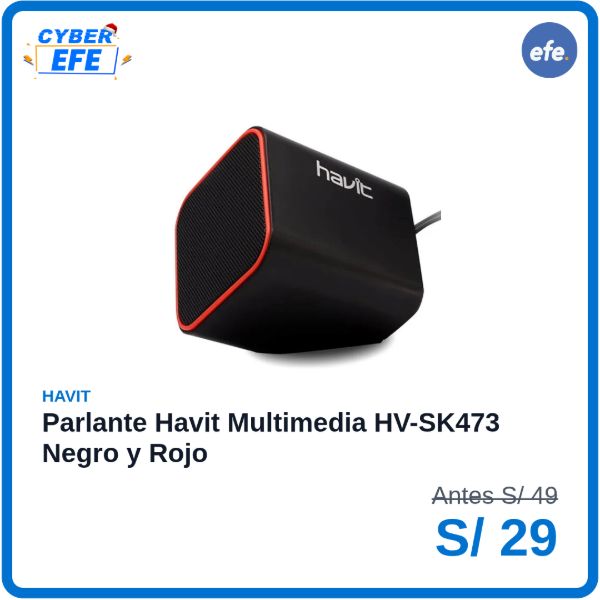 CYBER
EFE
efe.
havit
HAVIT
Parlante Havit Multimedia HV-SK473
Negro y Rojo
Antes S/ 49
S/ 29